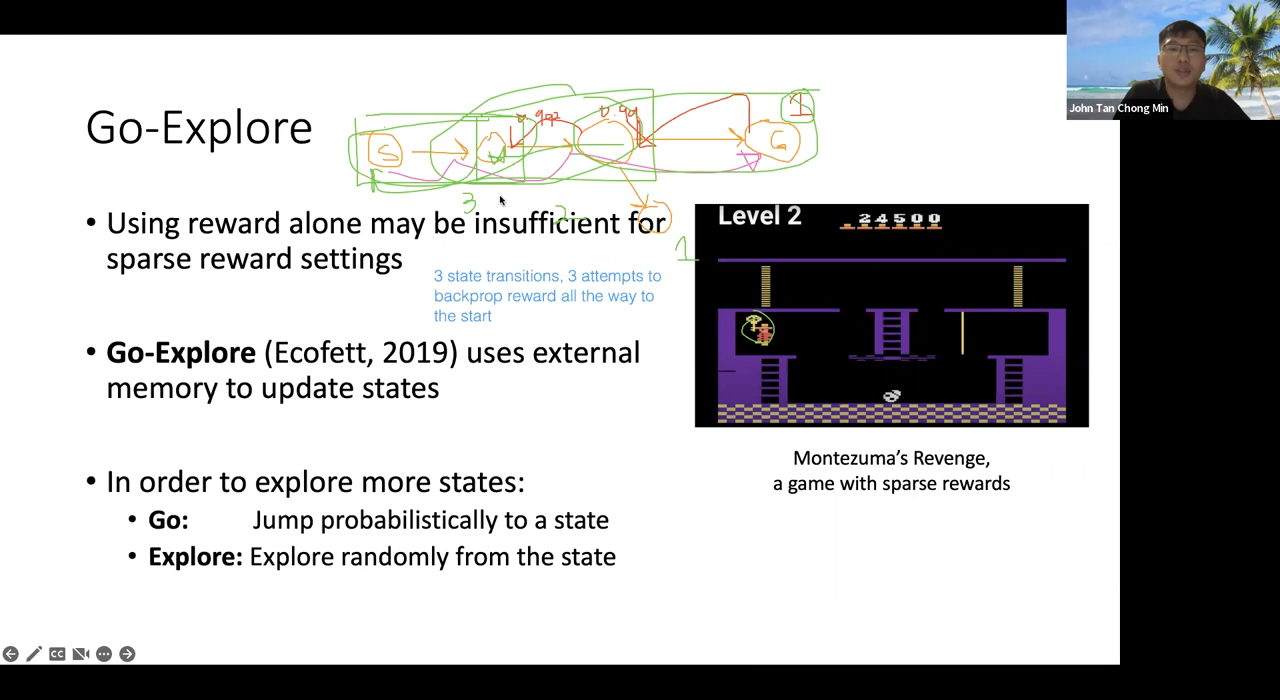 John Tan Chong Min
Go-Explore
S
G
1
3
2
1
• Using reward alone may be insufficient for
sparse reward settings
3 state transitions, 3 attempts to
backprop reward all the way to
the start
• Go-Explore (Ecofett, 2019) uses external
memory to update states
• In order to explore more states:
• Go: Jump probabilistically to a state
• Explore: Explore randomly from the state
Level 2
24500
Montezuma's Revenge,
a game with sparse rewards
CC